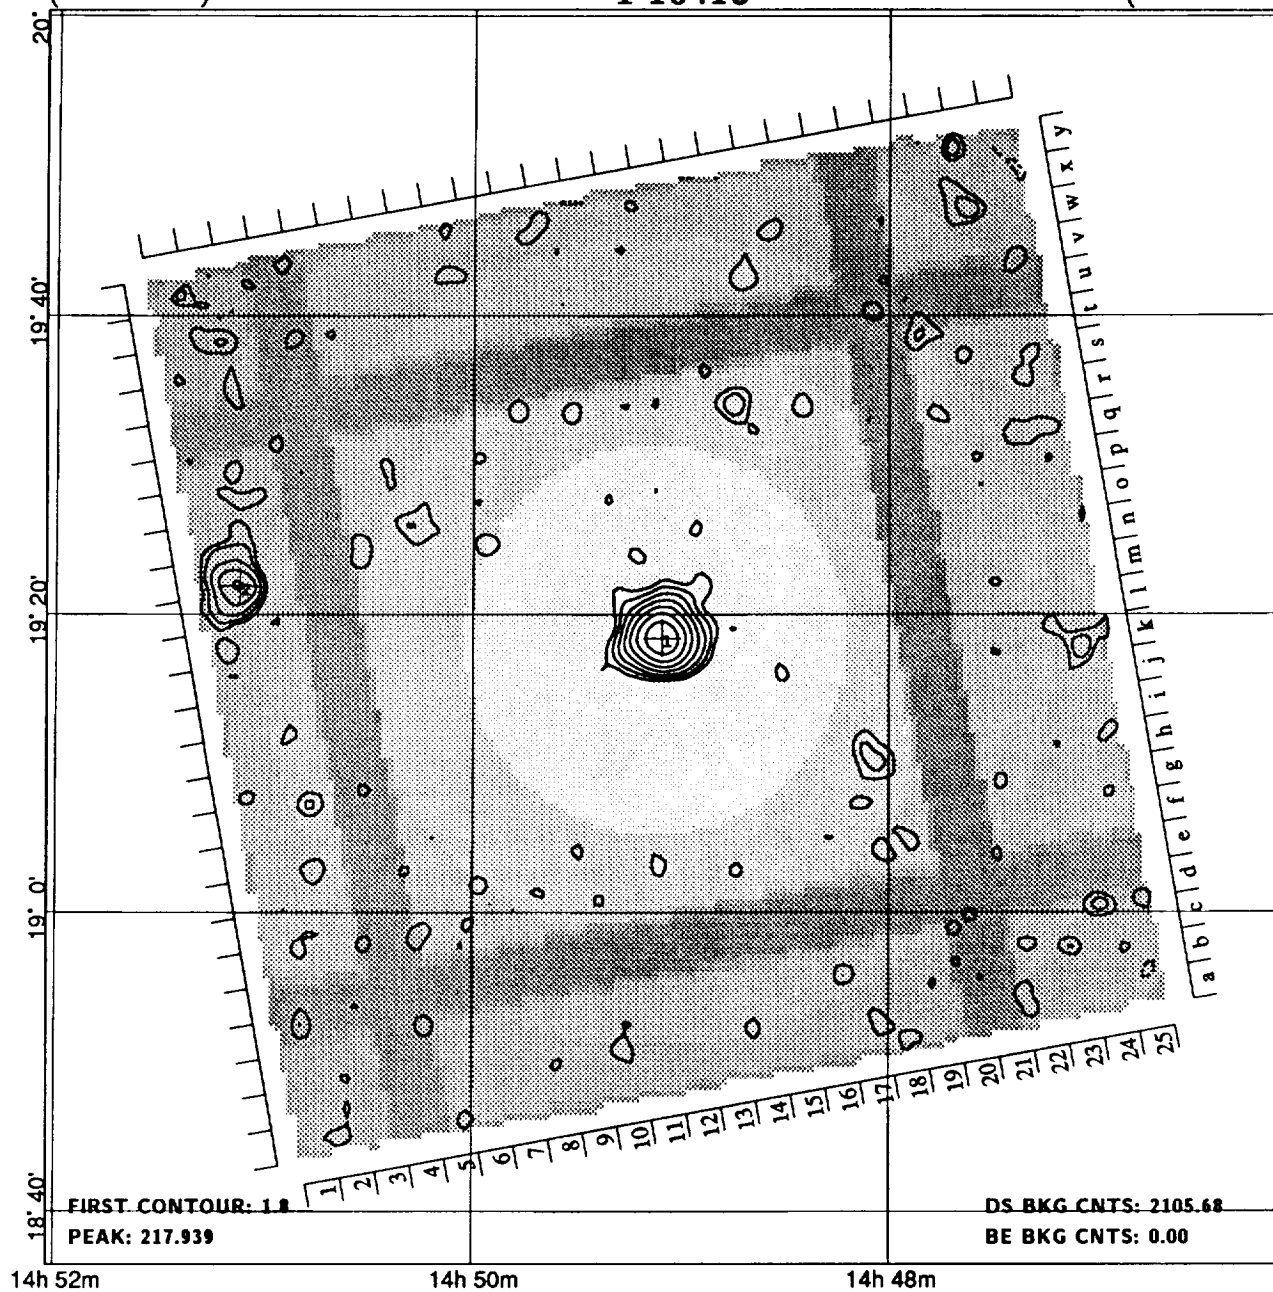 20'
19° 40'
19° 20'
19° 0'
18° 40'
a b c d e f g h i j k l m n o p q r s t u v w x y
1 2 3 4 5 6 7 8 9 10 11 12 13 14 15 16 17 18 19 20 21 22 23 24 25
1
FIRST CONTOUR: 1.8
DS BKG CNTS: 2105.68
PEAK: 217.939
BE BKG CNTS: 0.00
14h 52m 14h 50m 14h 48m